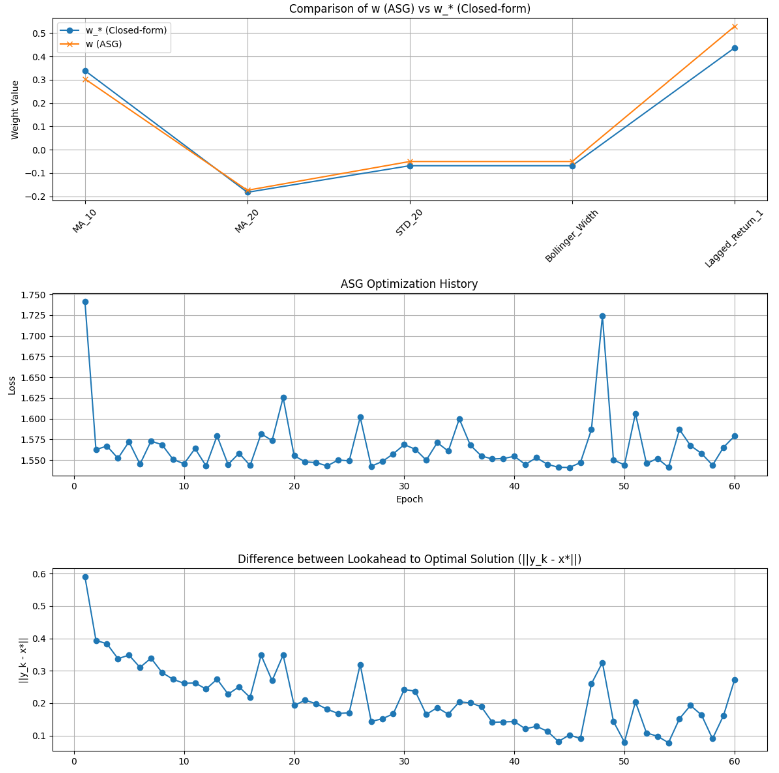 Comparison of w (ASG) vs w_* (Closed-form)
w_* (Closed-form)
w (ASG)
Weight Value
0.5
0.4
0.3
0.2
0.1
0.0
−0.1
−0.2
MA_10
MA_20
STD_20
Bollinger_Width
Lagged_Return_1
ASG Optimization History
Loss
1.750
1.725
1.700
1.675
1.650
1.625
1.600
1.575
1.550
0 10 20 30 40 50 60
Epoch
Difference between Lookahead to Optimal Solution (||y_k - x*||)
||y_k - x*||
0.6
0.5
0.4
0.3
0.2
0.1
0 10 20 30 40 50 60